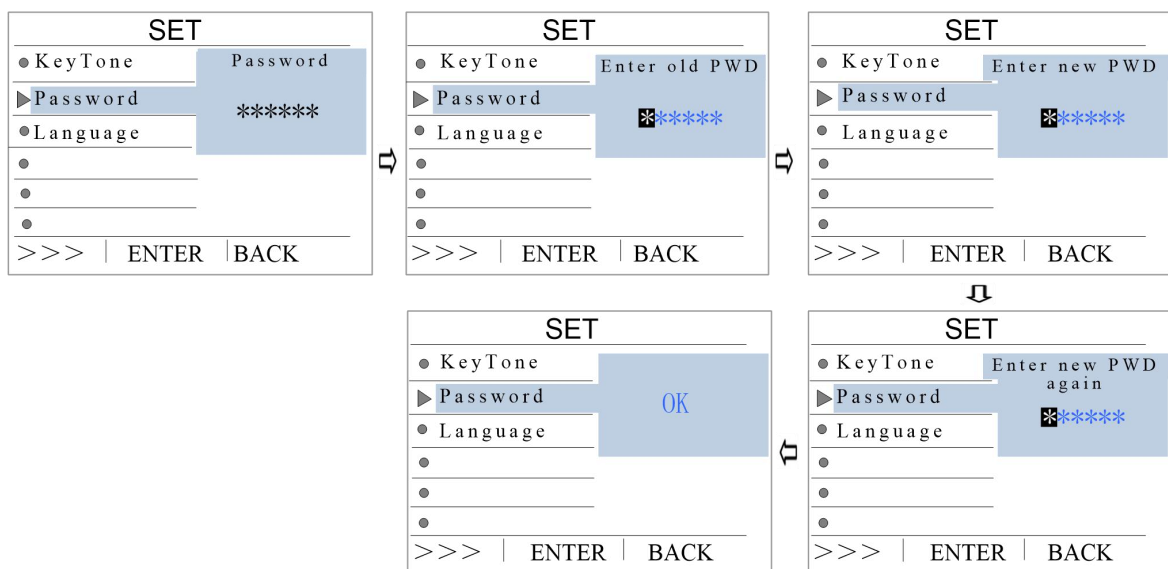 SET
KeyTone
Password
Password
******
Language
>>> ENTER BACK
SET
KeyTone
Enter old PWD
Password
******
Language
>>> ENTER BACK
SET
KeyTone
Enter new PWD
Password
******
Language
>>> ENTER BACK
SET
KeyTone
Enter new PWD
again
Password
******
Language
>>> ENTER BACK
SET
KeyTone
Password
OK
Language
>>> ENTER BACK